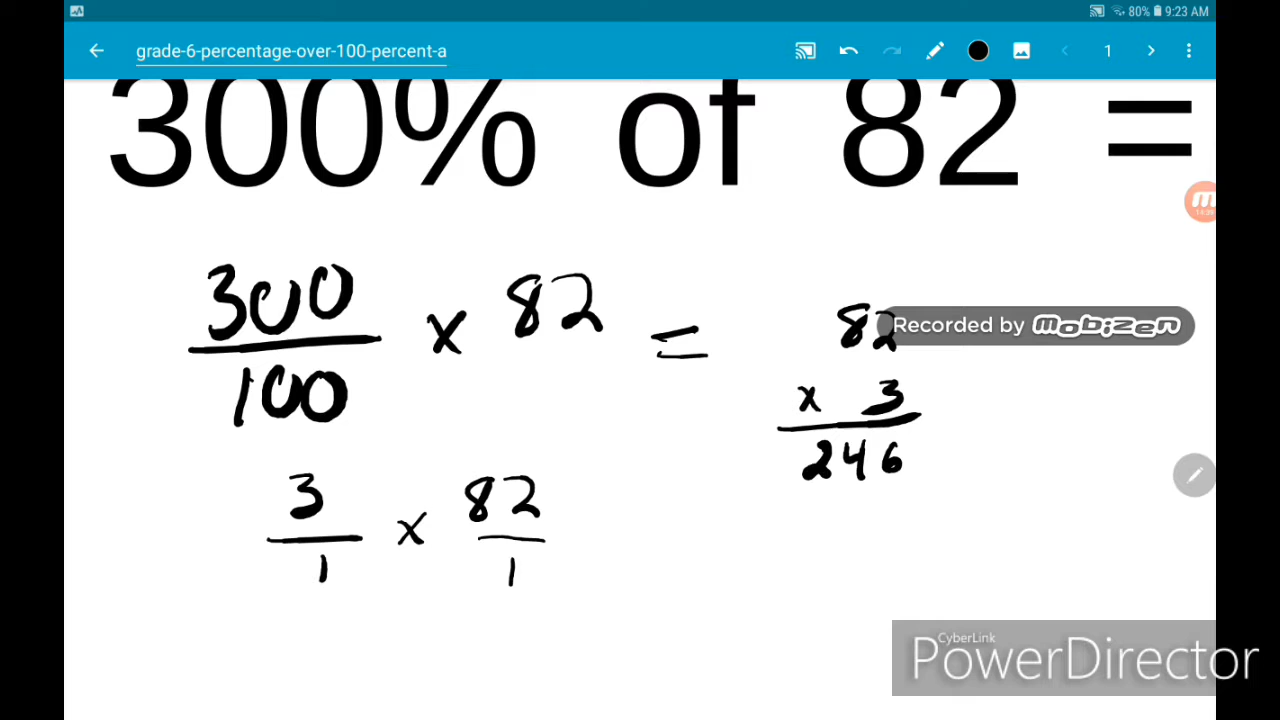 80% 9:23 AM
grade-6-percentage-over-100-percent-a
1
300% of 82 =
300
100
x 82
=
82
x 3
246
3
1
x
82
1
Recorded by Mobizen
CyberLink
PowerDirector